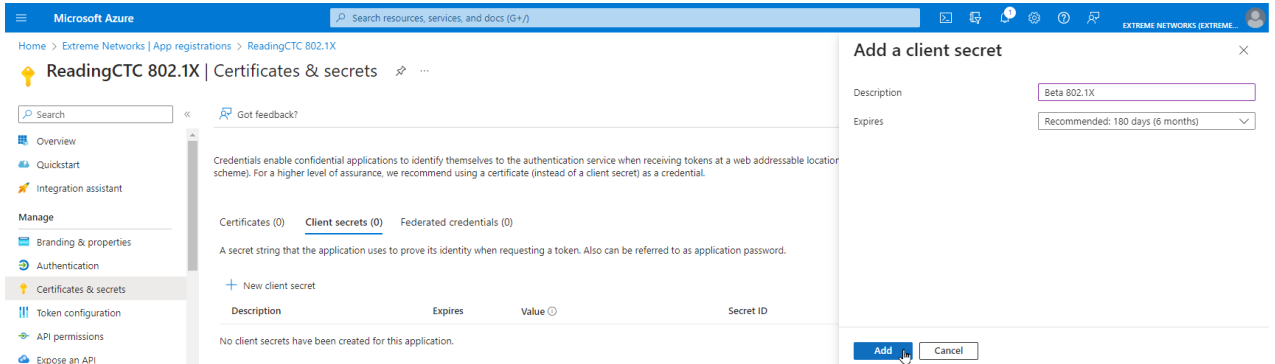 Microsoft Azure
Search resources, services, and docs (G+/)
1
EXTREME NETWORKS (EXTREME...
Home > Extreme Networks | App registrations > ReadingCTC 802.1X
ReadingCTC 802.1X | Certificates & secrets
...
Search
«
Overview
Quickstart
Integration assistant
Manage
Branding & properties
Authentication
Certificates & secrets
Token configuration
API permissions
Expose an API
Got feedback?
Credentials enable confidential applications to identify themselves to the authentication service when receiving tokens at a web addressable location
scheme). For a higher level of assurance, we recommend using a certificate (instead of a client secret) as a credential.
Certificates (0) Client secrets (0) Federated credentials (0)
A secret string that the application uses to prove its identity when requesting a token. Also can be referred to as application password.
+ New client secret
Description Expires Value Secret ID
No client secrets have been created for this application.
Add a client secret
Description Beta 802.1X
Expires Recommended: 180 days (6 months)
Add Cancel